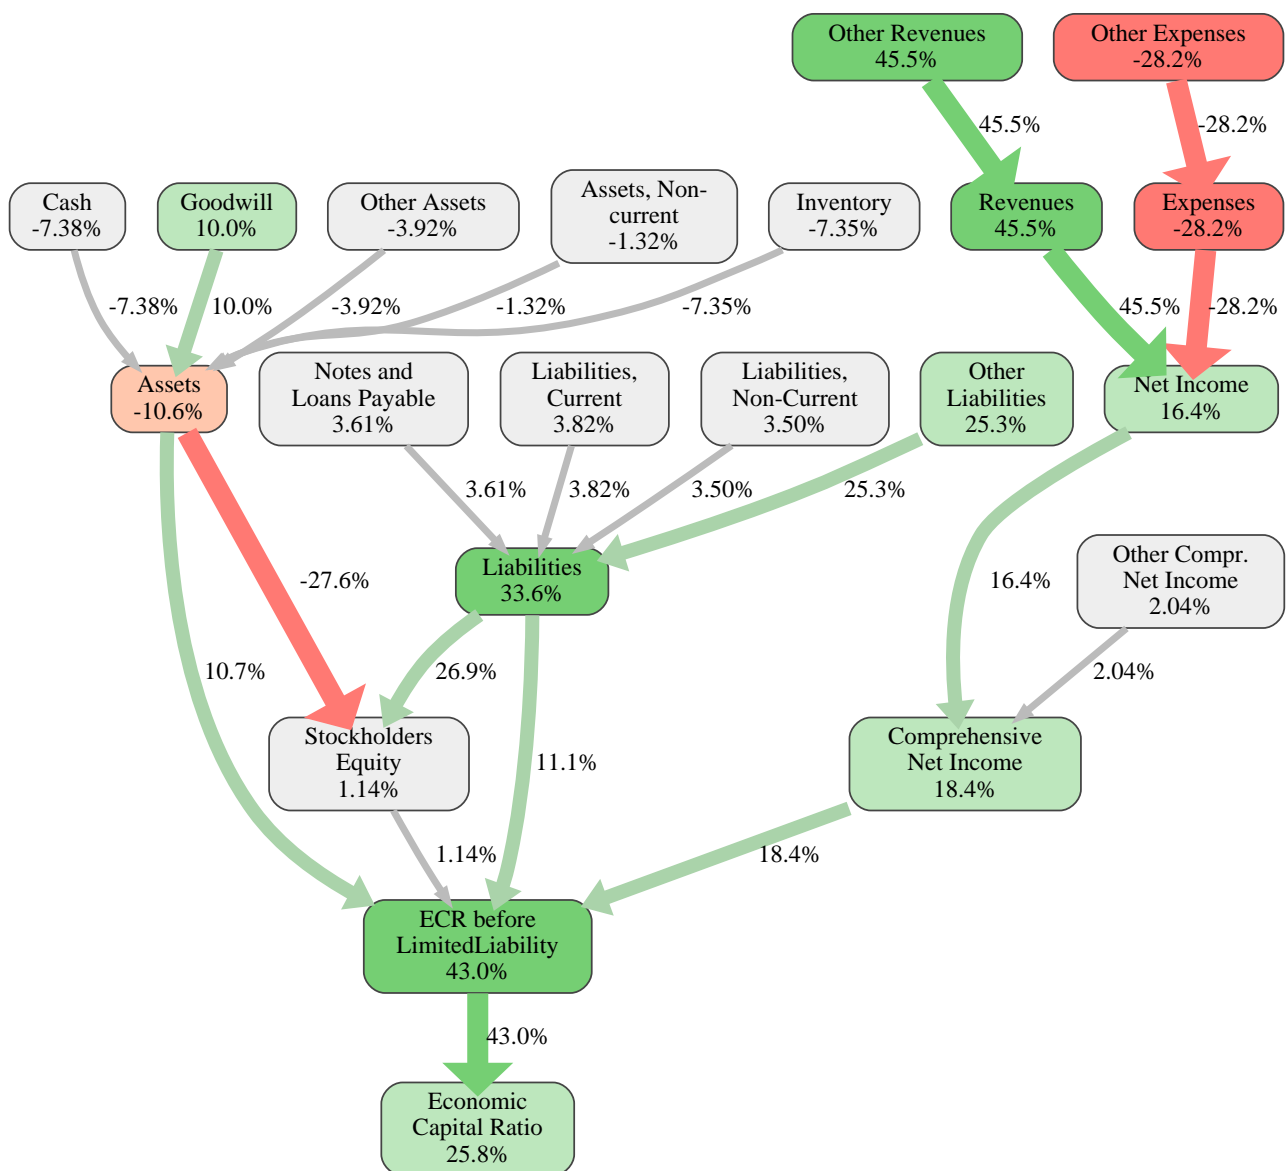 Other Revenues
45.5%
Other Expenses
-28.2%
45.5%
-28.2%
Cash
-7.38%
Goodwill
10.0%
Other Assets
-3.92%
Assets, Non-
current
-1.32%
Inventory
-7.35%
Revenues
45.5%
Expenses
-28.2%
-7.38%
10.0%
-3.92%
-1.32%
-7.35%
45.5%
-28.2%
Assets
-10.6%
Notes and
Loans Payable
3.61%
Liabilities,
Current
3.82%
Liabilities,
Non-Current
3.50%
Other
Liabilities
25.3%
Net Income
16.4%
3.61%
3.82%
3.50%
25.3%
Liabilities
33.6%
-27.6%
16.4%
Other Compr.
Net Income
2.04%
10.7%
26.9%
2.04%
Stockholders
Equity
1.14%
11.1%
Comprehensive
Net Income
18.4%
1.14%
18.4%
ECR before
LimitedLiability
43.0%
43.0%
Economic
Capital Ratio
25.8%